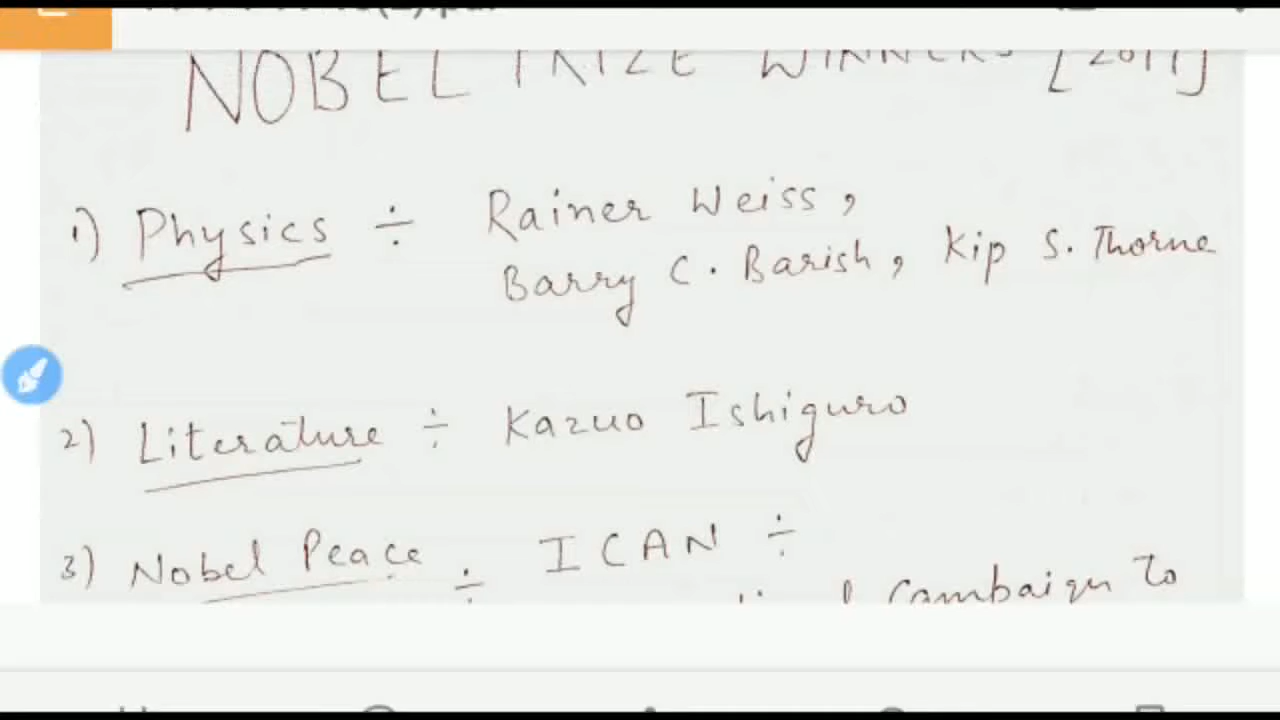 NOBEL PRIZE WINNERS [2017]
1) Physics ÷ Rainer Weiss,
Barry C. Barish, Kip S. Thorne
2) Literature ÷ Kazuo Ishiguro
3) Nobel Peace ÷ ICAN ÷
campaign to